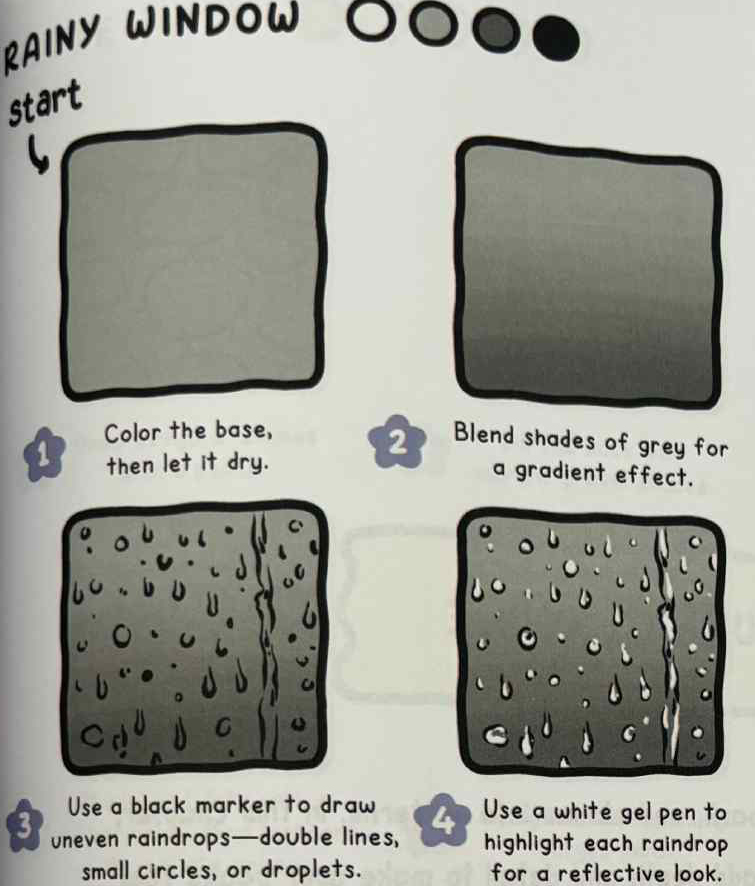 RAINY WINDOW
start
1 Color the base,
then let it dry.
2 Blend shades of grey for
a gradient effect.
3 Use a black marker to draw
uneven raindrops—double lines,
small circles, or droplets.
4 Use a white gel pen to
highlight each raindrop
for a reflective look.